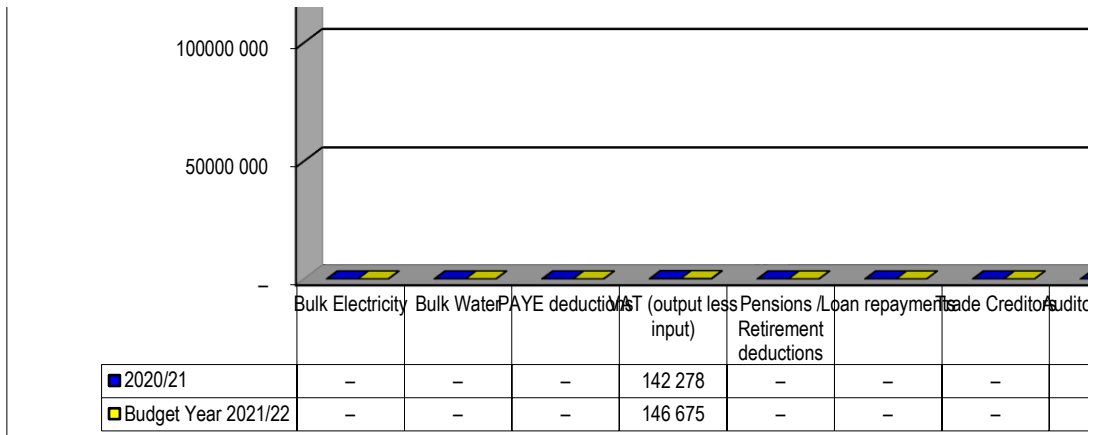 100000 000
50000 000
–
Bulk Electricity Bulk Water PAYE deductions VAT (output less input) Pensions / Retirement deductions Loan repayments Trade Creditors
2020/21 – – – 142 278 – – –
Budget Year 2021/22 – – – 146 675 – – –